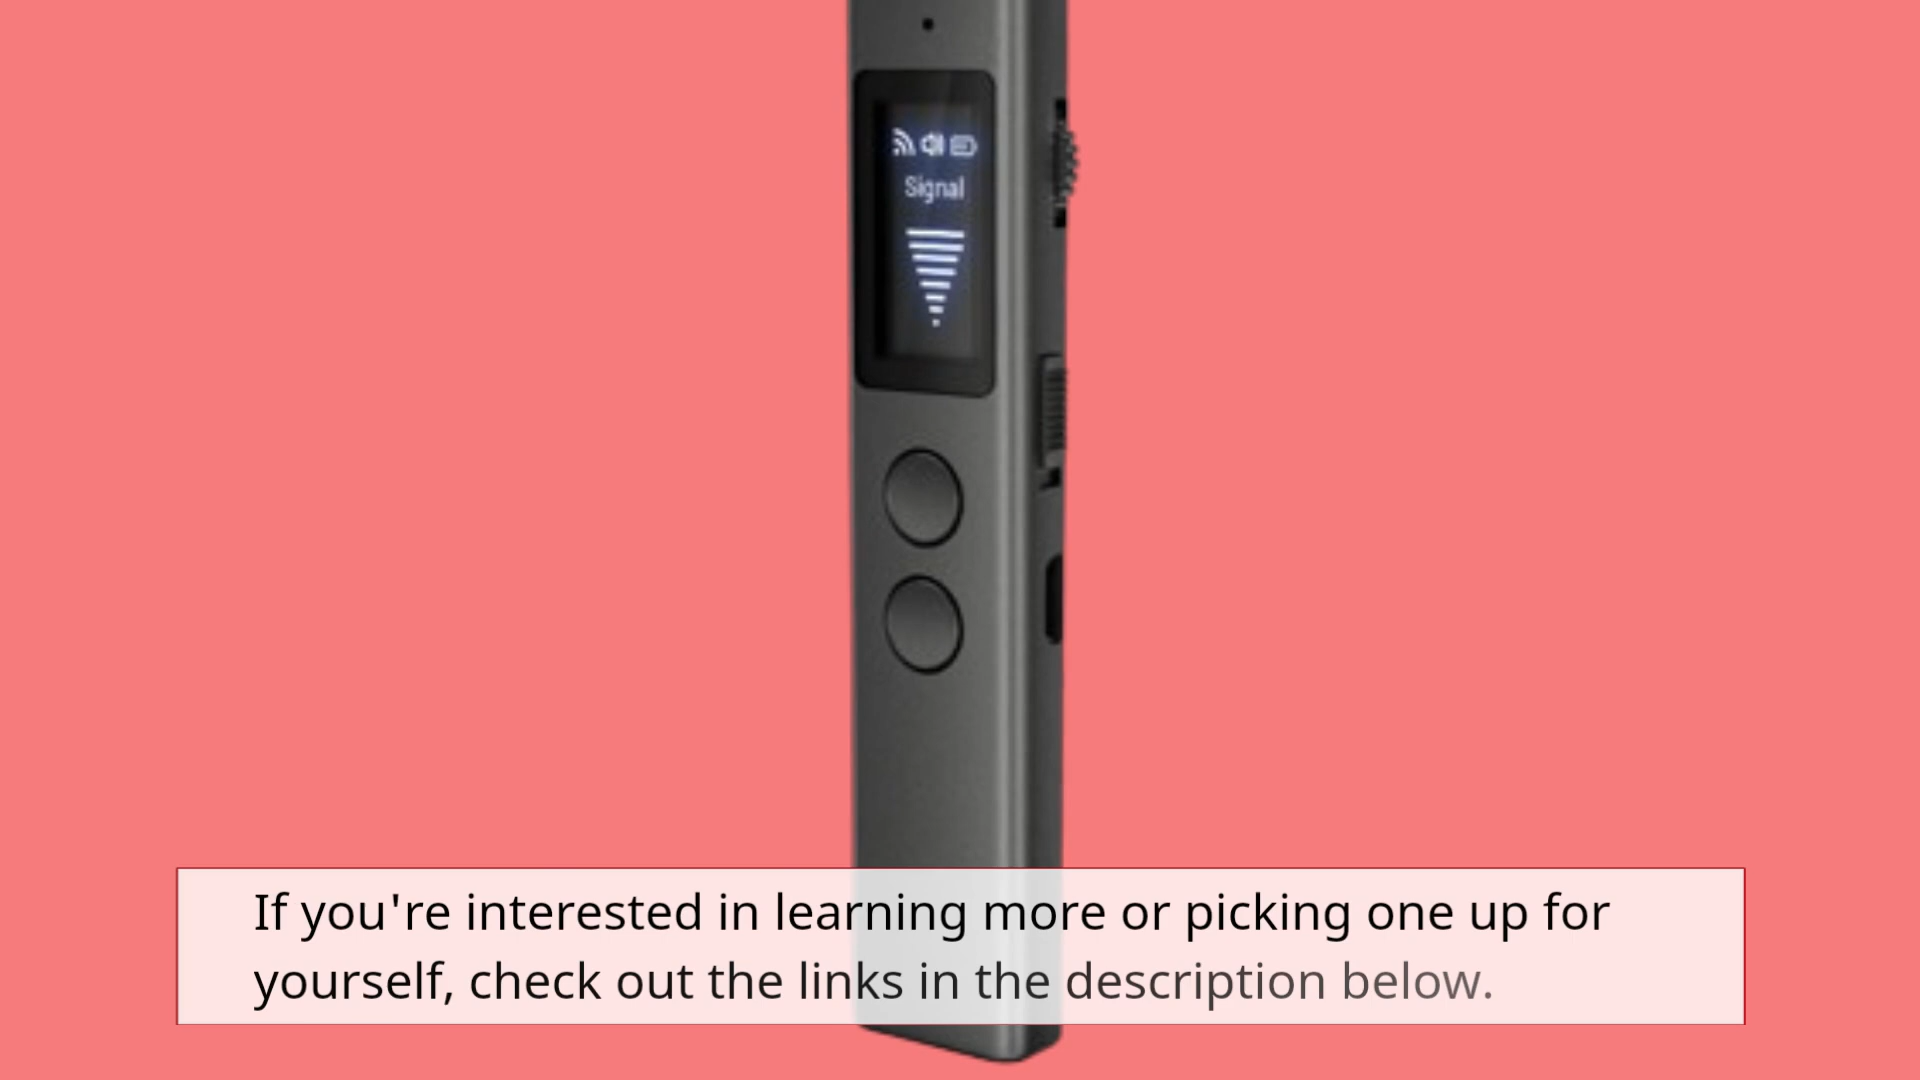 Signal
If you're interested in learning more or picking one up for
yourself, check out the links in the description below.